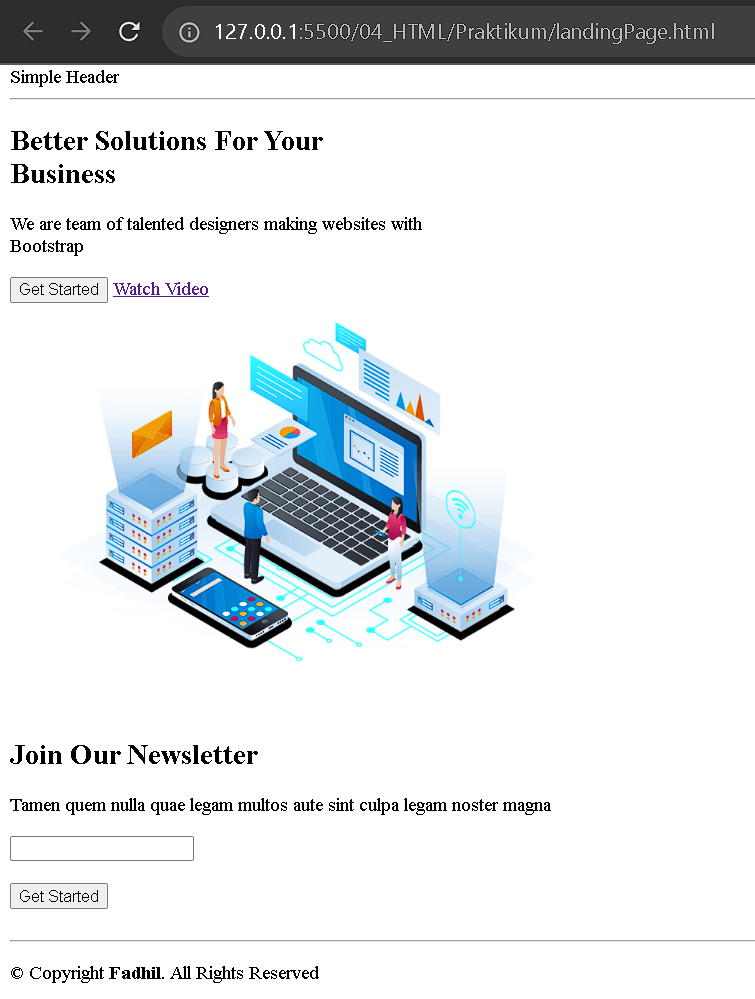 127.0.0.1:5500/04_HTML/Praktikum/landingPage.html
Simple Header
Better Solutions For Your
Business
We are team of talented designers making websites with
Bootstrap
Get Started Watch Video
Join Our Newsletter
Tamen quem nulla quae legam multos aute sint culpa legam noster magna
Get Started
© Copyright Fadhil. All Rights Reserved